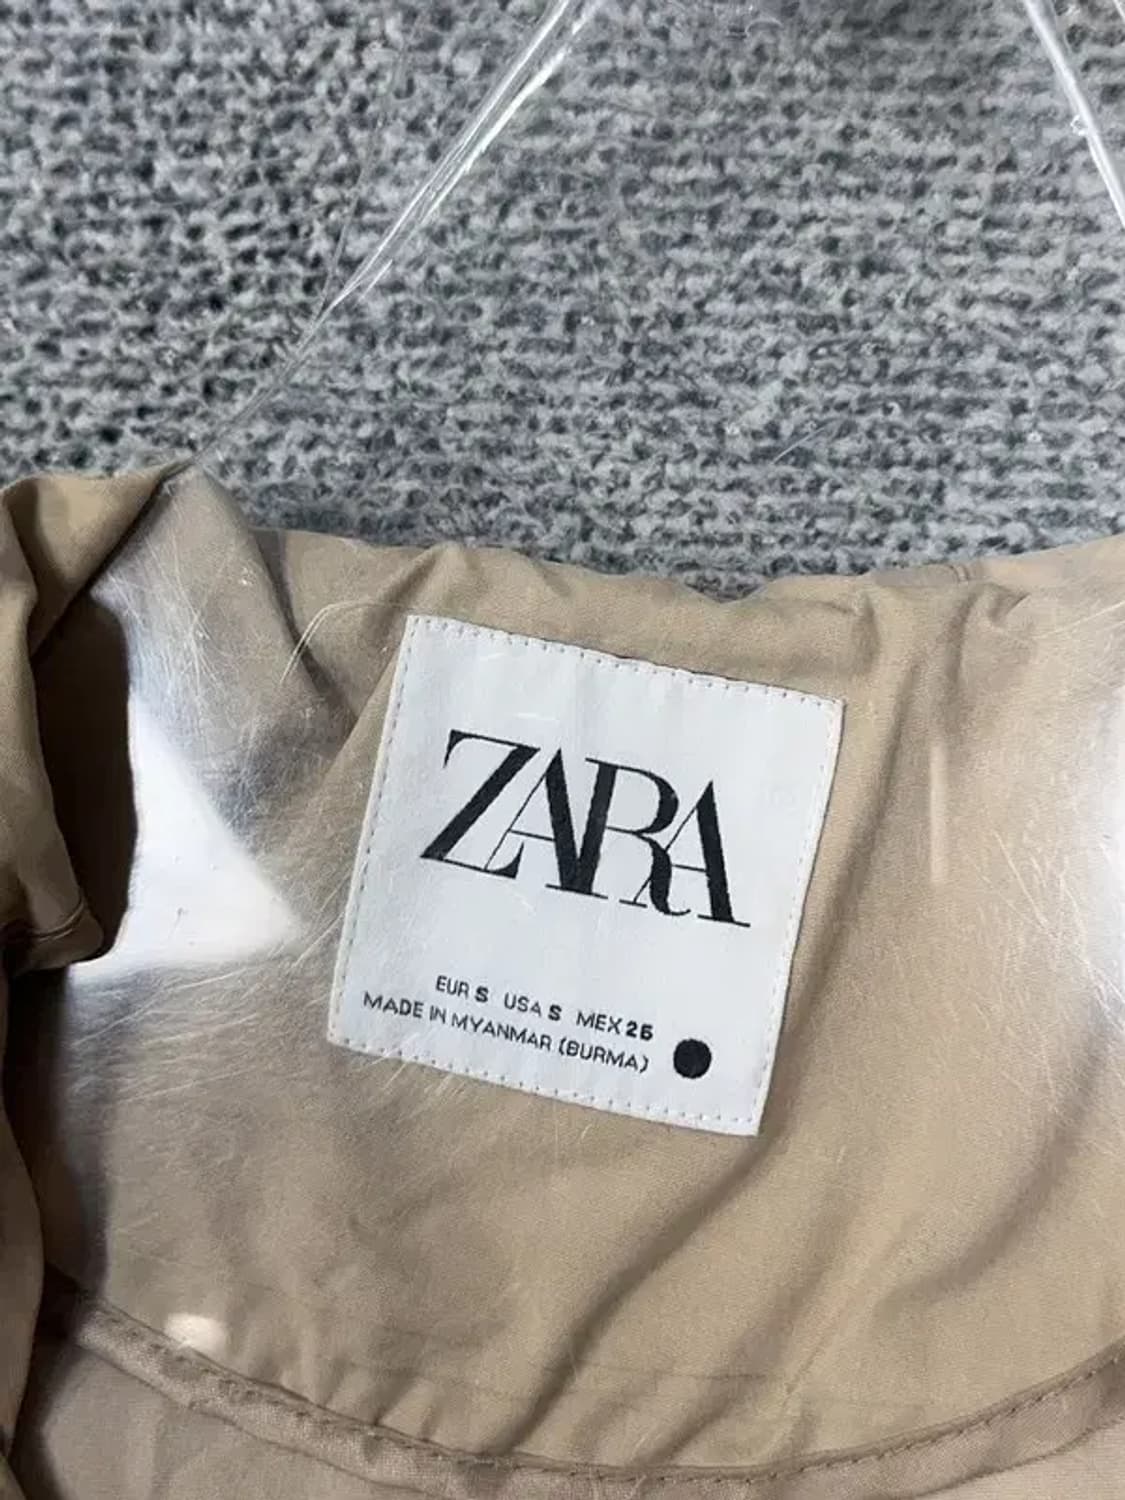 ZARA
EUR S USA S MEX 26
MADE IN MYANMAR (BURMA)